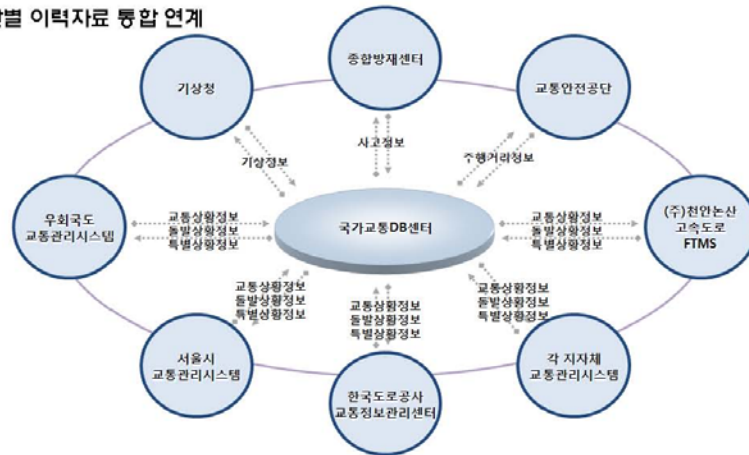 별 이력자료 통합 연계
종합방재센터
기상청
교통안전공단
사고정보
기상정보
주행거리정보
우회국도
교통관리시스템
교통상황정보
돌발상황정보
특별상황정보
국가교통DB센터
교통상황정보
돌발상황정보
특별상황정보
(주)천안논산
고속도로
FTMS
교통상황정보
돌발상황정보
특별상황정보
교통상황정보
돌발상황정보
특별상황정보
교통상황정보
돌발상황정보
특별상황정보
서울시
교통관리시스템
한국도로공사
교통정보관리센터
각 지자체
교통관리시스템